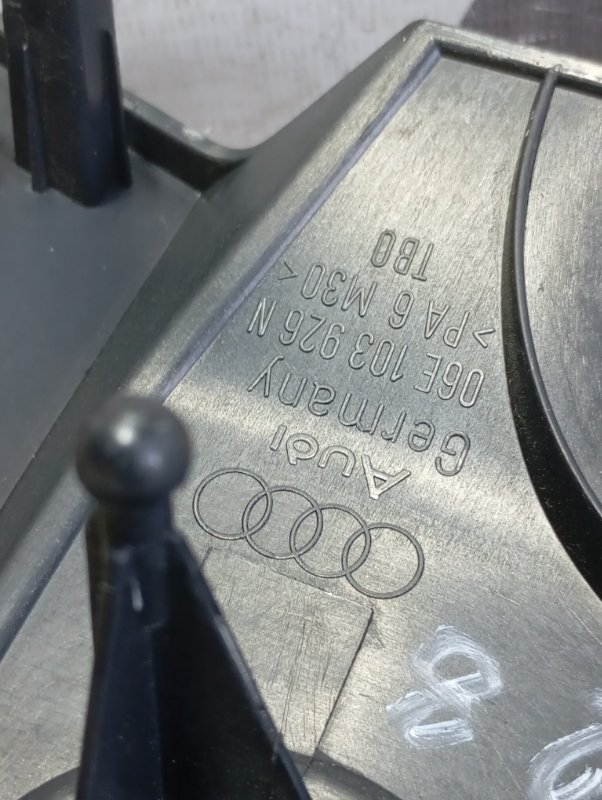 Audi
Germany
06E 103 926 N
>PA 6 M30<
TB0